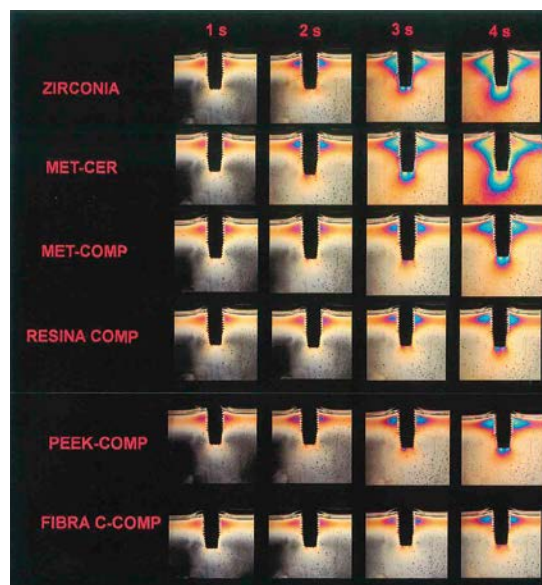 1 s 2 s 3 s 4 s
ZIRCONIA
MET-CER
MET-COMP
RESINA COMP
PEEK-COMP
FIBRA C-COMP